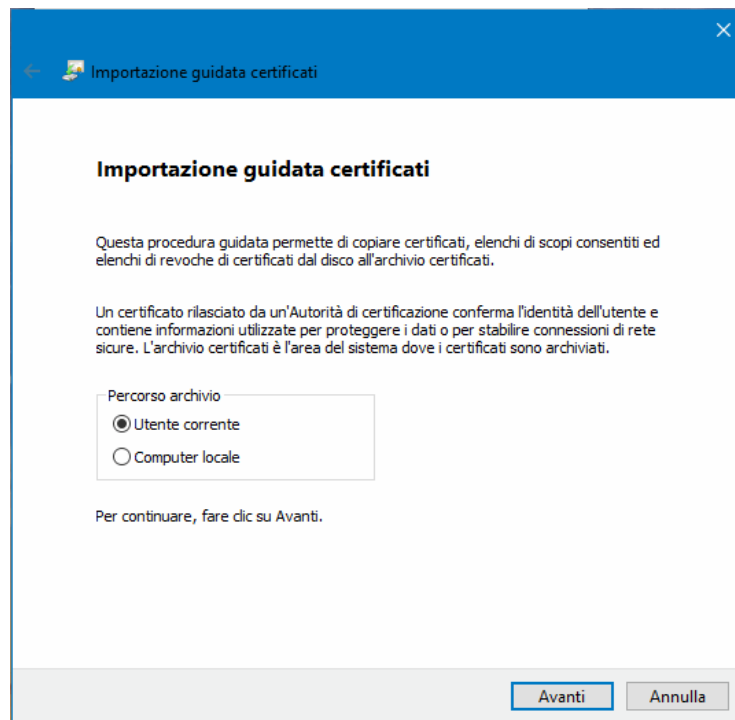 Importazione guidata certificati
Importazione guidata certificati
Questa procedura guidata permette di copiare certificati, elenchi di scopi consentiti ed
elenchi di revoche di certificati dal disco all'archivio certificati.
Un certificato rilasciato da un'Autorità di certificazione conferma l'identità dell'utente e
contiene informazioni utilizzate per proteggere i dati o per stabilire connessioni di rete
sicure. L'archivio certificati è l'area del sistema dove i certificati sono archiviati.
Percorso archivio
Utente corrente
Computer locale
Per continuare, fare clic su Avanti.
Avanti
Annulla